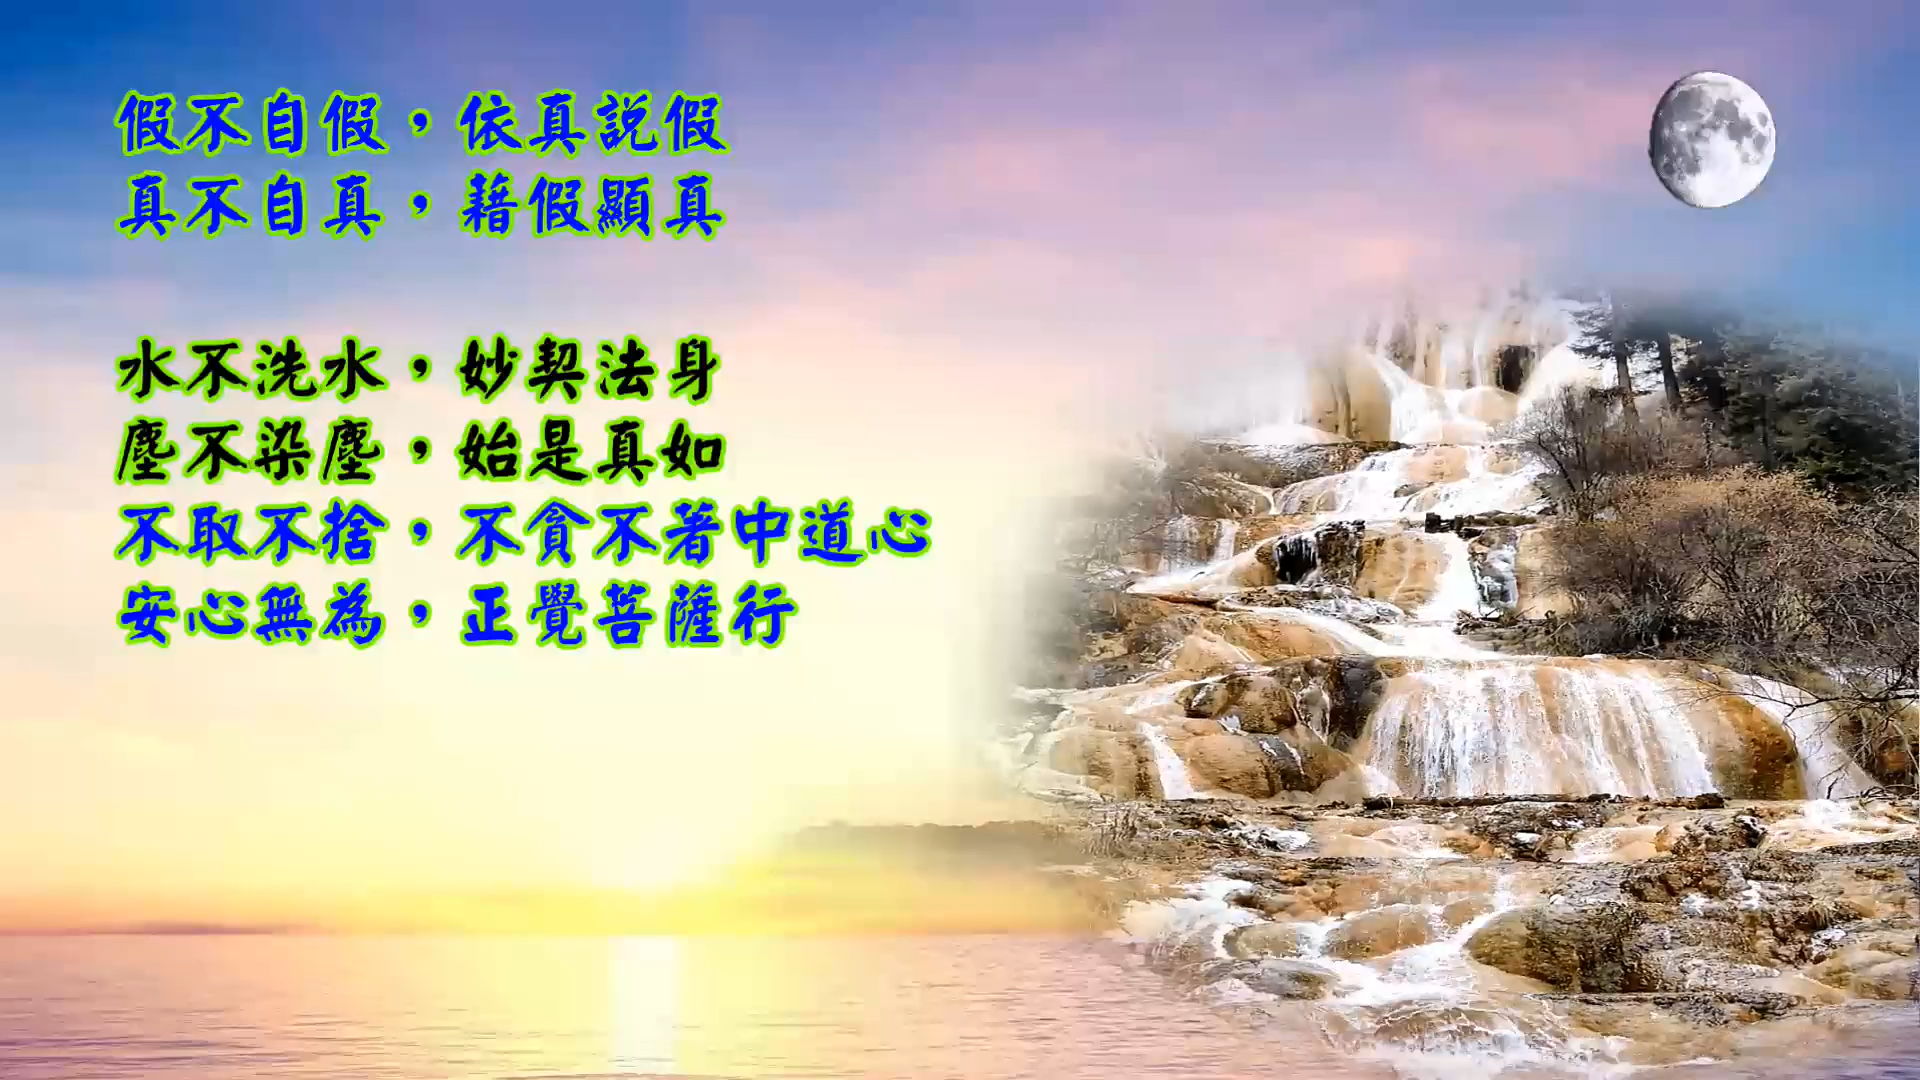 假不自假，依真説假
真不自真，藉假顯真
水不洗水，妙契法身
塵不染塵，始是真如
不取不捨，不貪不著中道心
安心無為，正覺菩薩行